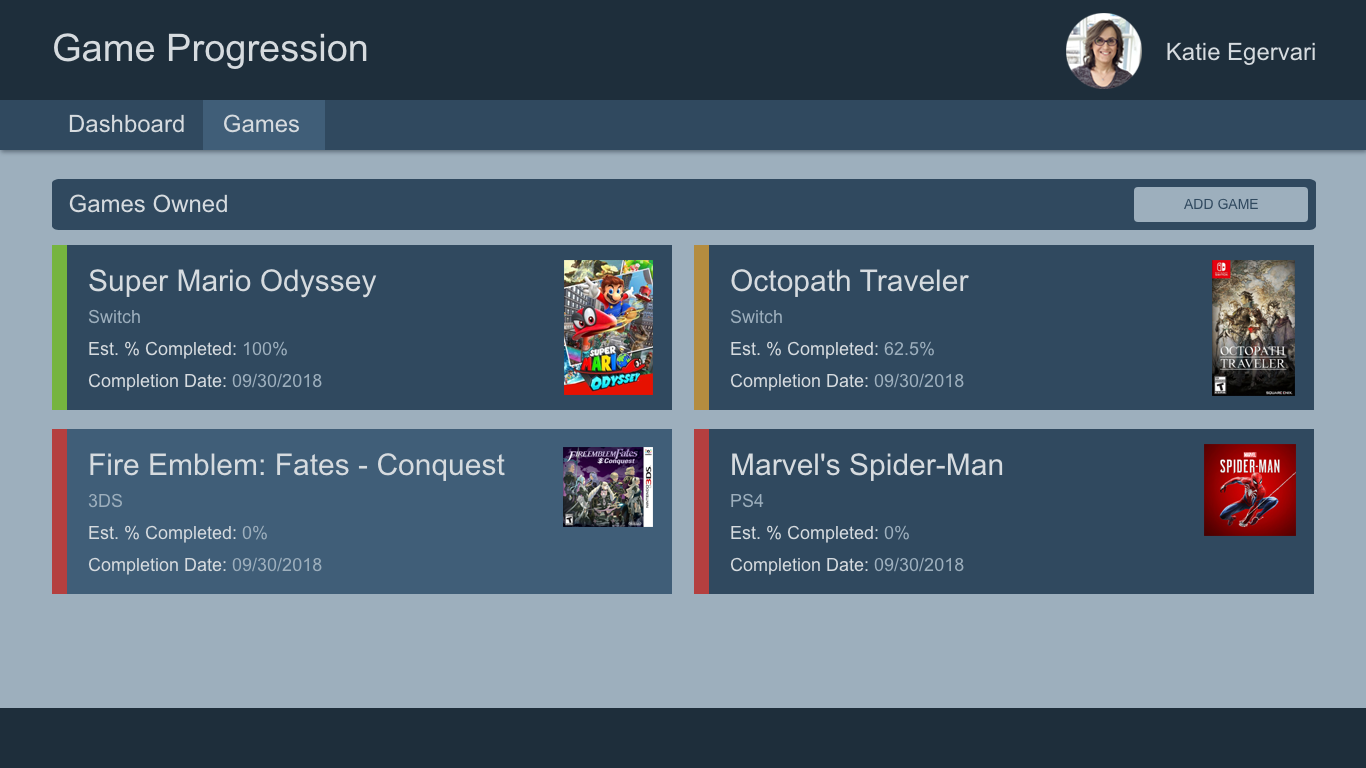 Game Progression
Katie Egervari
Dashboard
Games
Games Owned
ADD GAME
Super Mario Odyssey
Switch
Est. % Completed: 100%
Completion Date: 09/30/2018
SUPER
MARIO
ODYSSEY
Octopath Traveler
Switch
Est. % Completed: 62.5%
Completion Date: 09/30/2018
OCTOPATH
TRAVELER
T
SQUARE ENIX
Fire Emblem: Fates - Conquest
3DS
Est. % Completed: 0%
Completion Date: 09/30/2018
FIRE EMBLEM Fates
Conquest
T
Marvel's Spider-Man
PS4
Est. % Completed: 0%
Completion Date: 09/30/2018
MARVEL
SPIDER-MAN